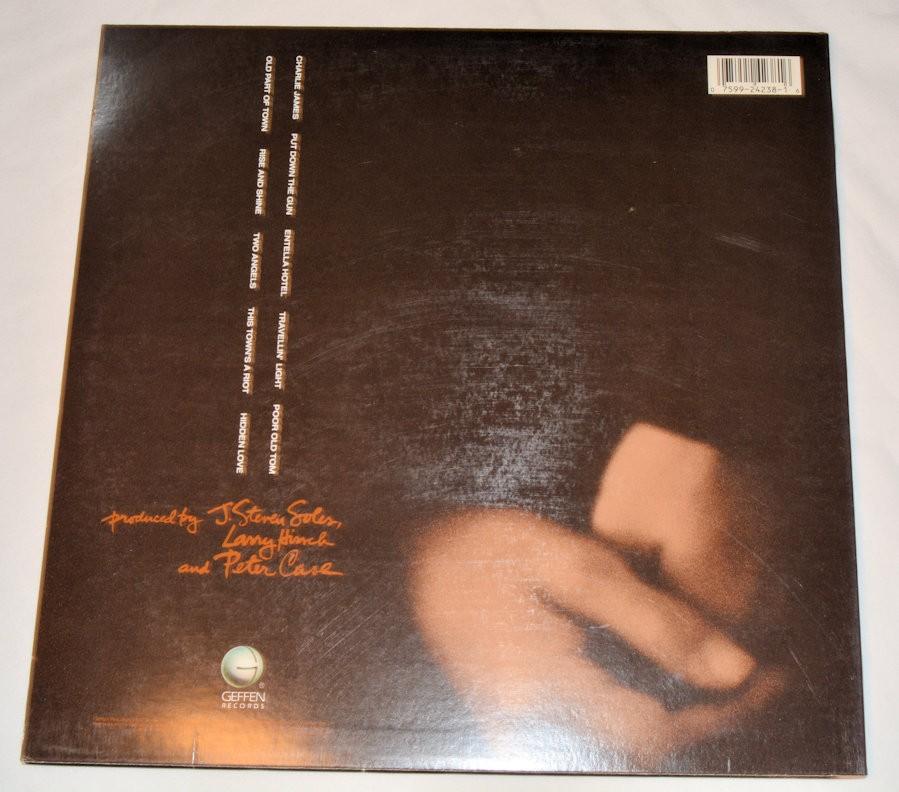 CHARLIE JAMES PUT DOWN THE GUN ENTELLA HOTEL TRAVELLIN' LIGHT POOR OLD TOM
OLD PART OF TOWN RISE AND SHINE TWO ANGELS THIS TOWN'S A RIOT HIDDEN LOVE
0 7599-24238-1 6
produced by J. Steven Soles,
Larry Hirsch
and Peter Case
G
®
GEFFEN
RECORDS